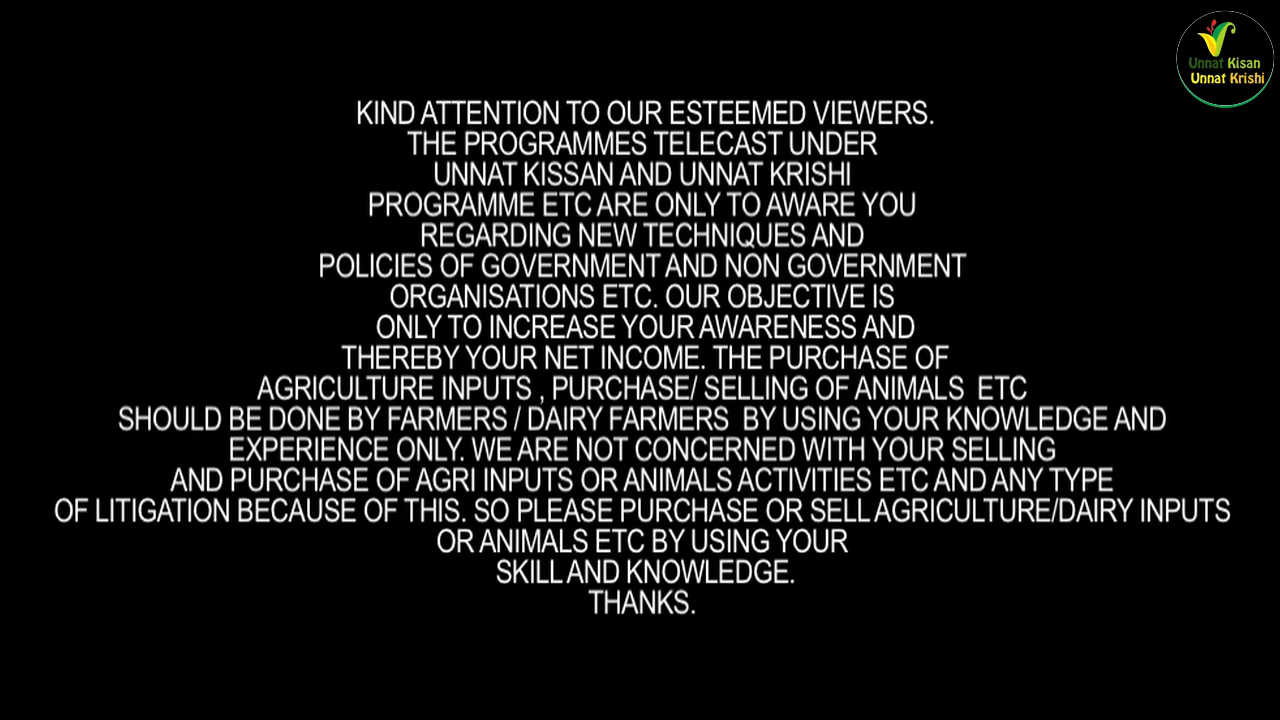 Unnat Kisan
Unnat Krishi
KIND ATTENTION TO OUR ESTEEMED VIEWERS.
THE PROGRAMMES TELECAST UNDER
UNNAT KISSAN AND UNNAT KRISHI
PROGRAMME ETC ARE ONLY TO AWARE YOU
REGARDING NEW TECHNIQUES AND
POLICIES OF GOVERNMENT AND NON GOVERNMENT
ORGANISATIONS ETC. OUR OBJECTIVE IS
ONLY TO INCREASE YOUR AWARENESS AND
THEREBY YOUR NET INCOME. THE PURCHASE OF
AGRICULTURE INPUTS , PURCHASE/ SELLING OF ANIMALS ETC
SHOULD BE DONE BY FARMERS / DAIRY FARMERS BY USING YOUR KNOWLEDGE AND
EXPERIENCE ONLY. WE ARE NOT CONCERNED WITH YOUR SELLING
AND PURCHASE OF AGRI INPUTS OR ANIMALS ACTIVITIES ETC AND ANY TYPE
OF LITIGATION BECAUSE OF THIS. SO PLEASE PURCHASE OR SELL AGRICULTURE/DAIRY INPUTS
OR ANIMALS ETC BY USING YOUR
SKILL AND KNOWLEDGE.
THANKS.